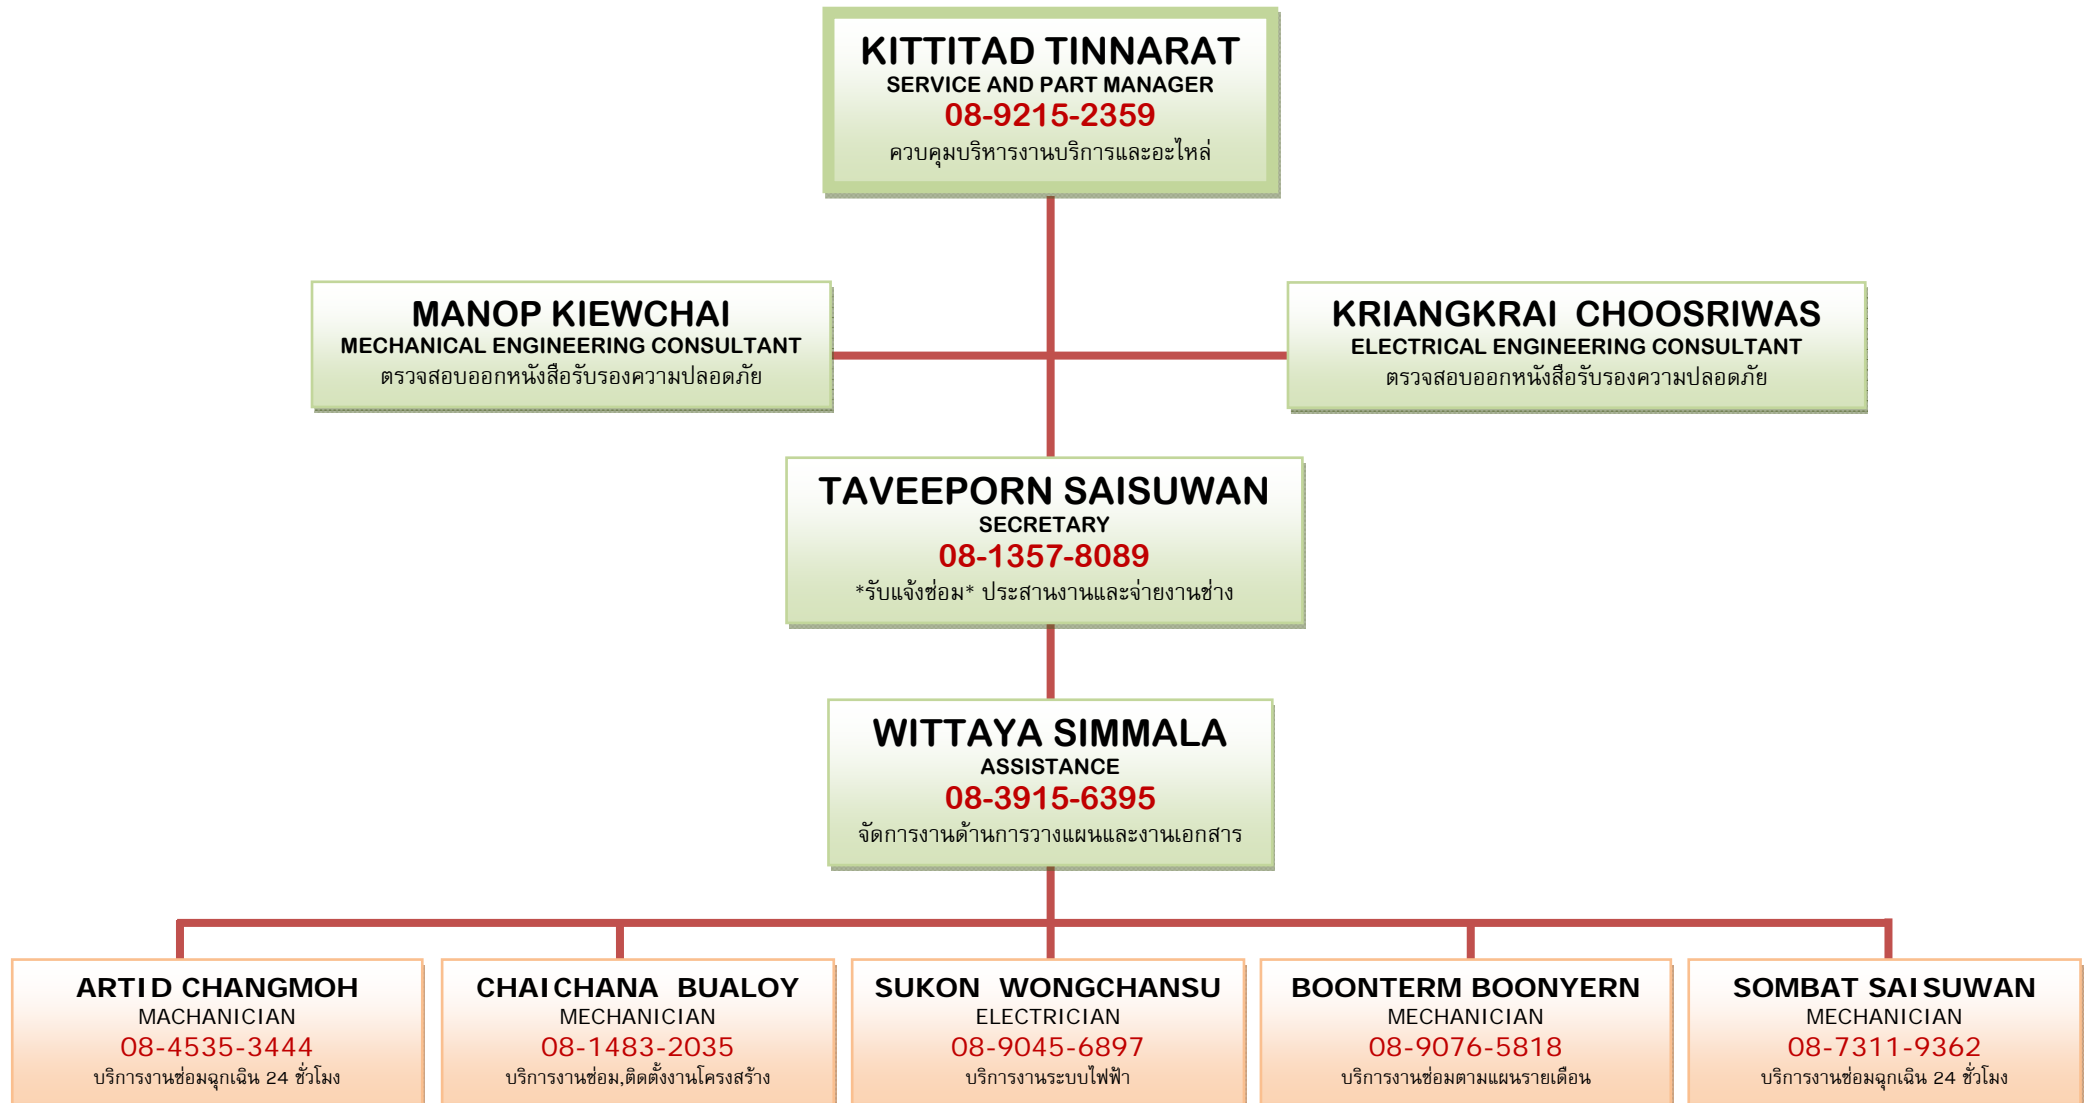 KITTITAD TINNARAT
SERVICE AND PART MANAGER
08-9215-2359
ควบคุมบริหารงานบริการและอะไหล่
MANOP KIEWCHAI
MECHANICAL ENGINEERING CONSULTANT
ตรวจสอบออกหนังสือรับรองความปลอดภัย
KRIANGKRAI CHOOSRIWAS
ELECTRICAL ENGINEERING CONSULTANT
ตรวจสอบออกหนังสือรับรองความปลอดภัย
TAVEEPORN SAISUWAN
SECRETARY
08-1357-8089
*รับแจ้งซ่อม* ประสานงานและจ่ายงานช่าง
WITTAYA SIMMALA
ASSISTANCE
08-3915-6395
จัดการงานด้านการวางแผนและงานเอกสาร
ARTID CHANGMOH
MACHANICIAN
08-4535-3444
บริการงานซ่อมฉุกเฉิน 24 ชั่วโมง
CHAICHANA BUALOY
MECHANICIAN
08-1483-2035
บริการงานซ่อม,ติดตั้งงานโครงสร้าง
SUKON WONGCHANSU
ELECTRICIAN
08-9045-6897
บริการงานระบบไฟฟ้า
BOONTERM BOONYERN
MECHANICIAN
08-9076-5818
บริการงานซ่อมตามแผนรายเดือน
SOMBAT SAISUWAN
MECHANICIAN
08-7311-9362
บริการงานซ่อมฉุกเฉิน 24 ชั่วโมง